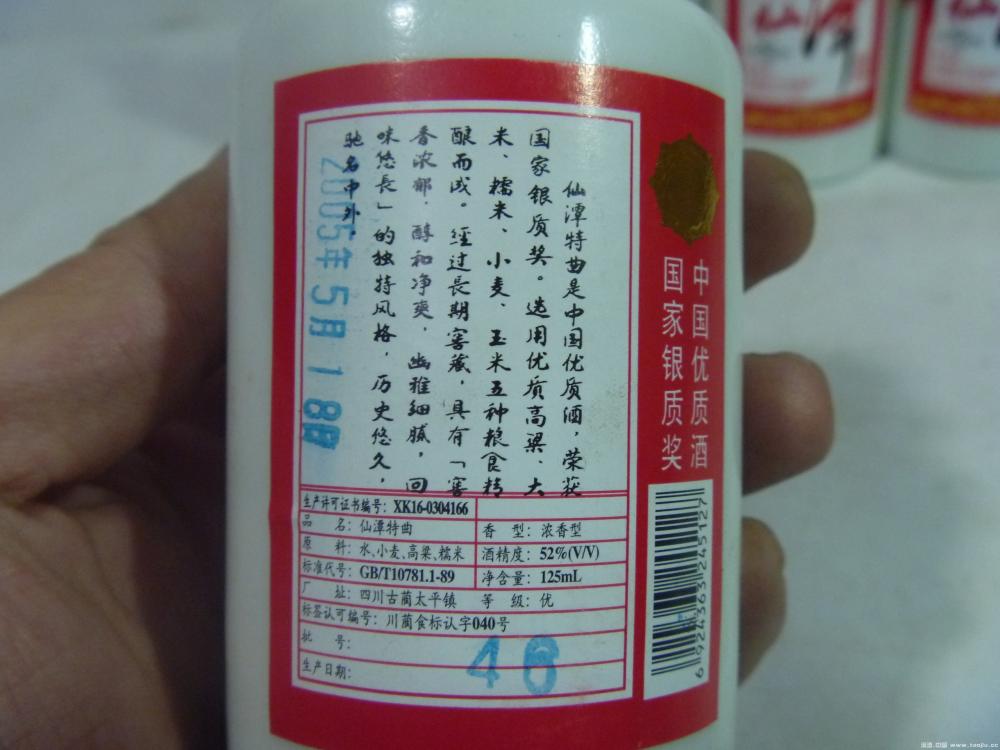 仙潭特曲是中国优质酒，荣获
国家银质奖。选用优质高粱、大
米、糯米、小麦、玉米五种粮食精
酿而成。经过长期窖藏，具有「窖
香浓郁，醇和净爽，幽雅细腻，回
味悠長」的独特风格，历史悠久，
驰名中外。
2005年5月18日
中国优质酒
国家银质奖
生产许可证书编号：XK16-0304166
品 名：仙潭特曲 香 型：浓香型
原 料：水、小麦、高粱、糯米 酒精度：52%(V/V)
标准代号：GB/T10781.1-89 净含量：125mL
厂 址：四川古蔺太平镇 等 级：优
标签认可编号：川蔺食标认字040号
批 号：
生产日期：
6924363245127
仙潭
仙